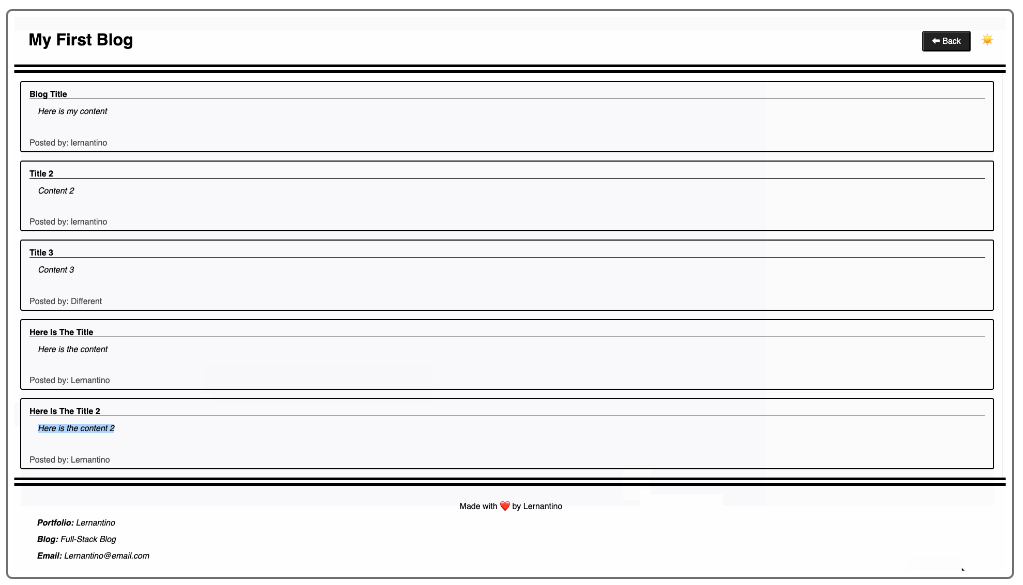 My First Blog
⬅ Back ☀️
Blog Title
Here is my content
Posted by: lernantino
Title 2
Content 2
Posted by: lernantino
Title 3
Content 3
Posted by: Different
Here Is The Title
Here is the content
Posted by: Lernantino
Here Is The Title 2
Here is the content 2
Posted by: Lernantino
Made with ❤️ by Lernantino
Portfolio: Lernantino
Blog: Full-Stack Blog
Email: Lernantino@email.com